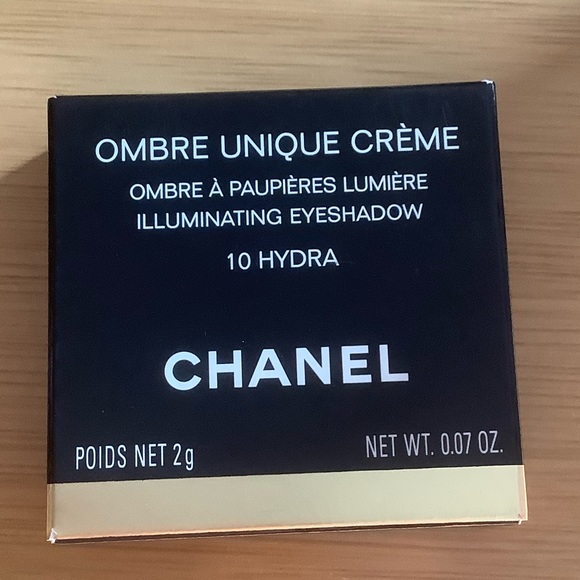 OMBRE UNIQUE CRÈME
OMBRE À PAUPIÈRES LUMIÈRE
ILLUMINATING EYESHADOW
10 HYDRA
CHANEL
POIDS NET 2g NET WT. 0.07 OZ.